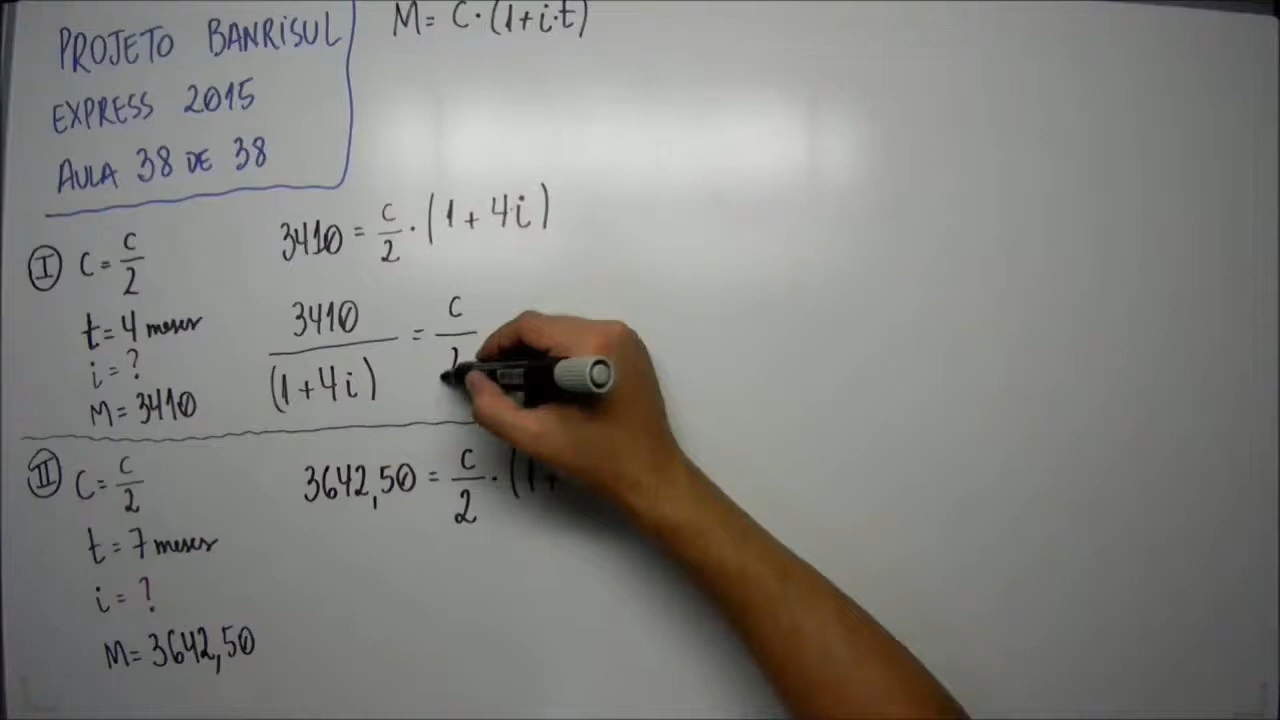 PROJETO BANRISUL
EXPRESS 2015
AULA 38 DE 38
M = C · (1 + i · t)
I C = C/2
t = 4 meses
i = ?
M = 3410
3410 = C/2 · (1 + 4i)
3410/(1 + 4i) = C/2
II C = C/2
t = 7 meses
i = ?
M = 3642,50
3642,50 = C/2 · (1 +